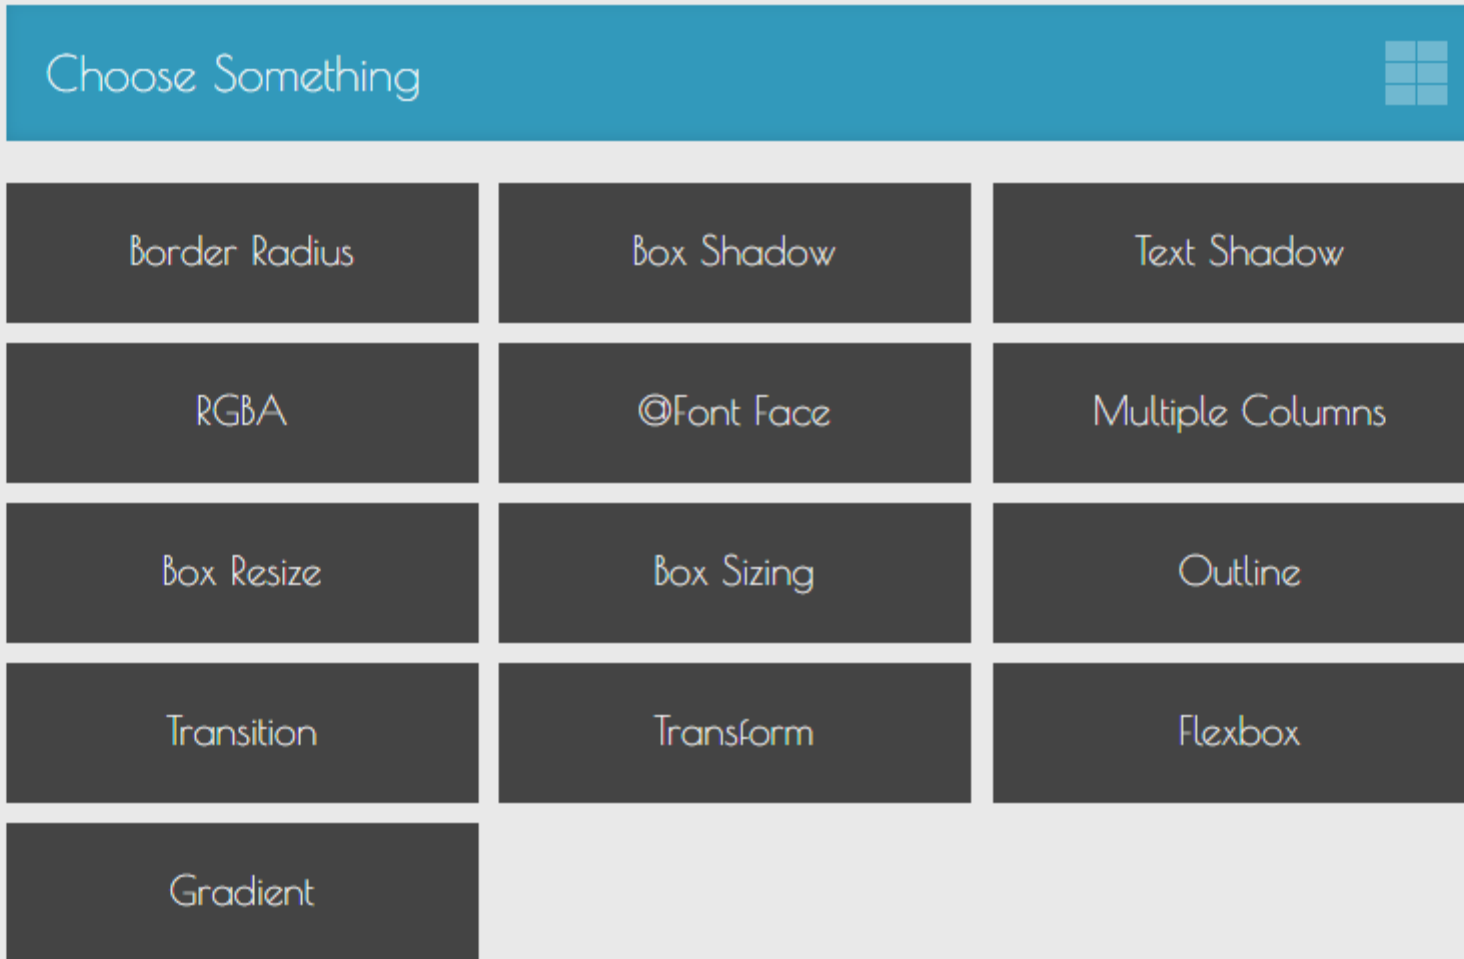 Choose Something
Border Radius
Box Shadow
Text Shadow
RGBA
@Font Face
Multiple Columns
Box Resize
Box Sizing
Outline
Transition
Transform
Flexbox
Gradient